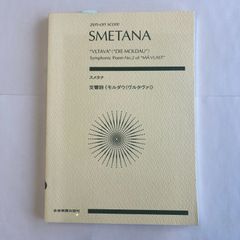 zen-on score
SMETANA
"VLTAVA" ("DIE MOLDAU")
Symphonic Poem No.2 of "MÁ VLAST"
スメタナ
交響詩《モルダウ(ヴルタヴァ)》
全音楽譜出版社